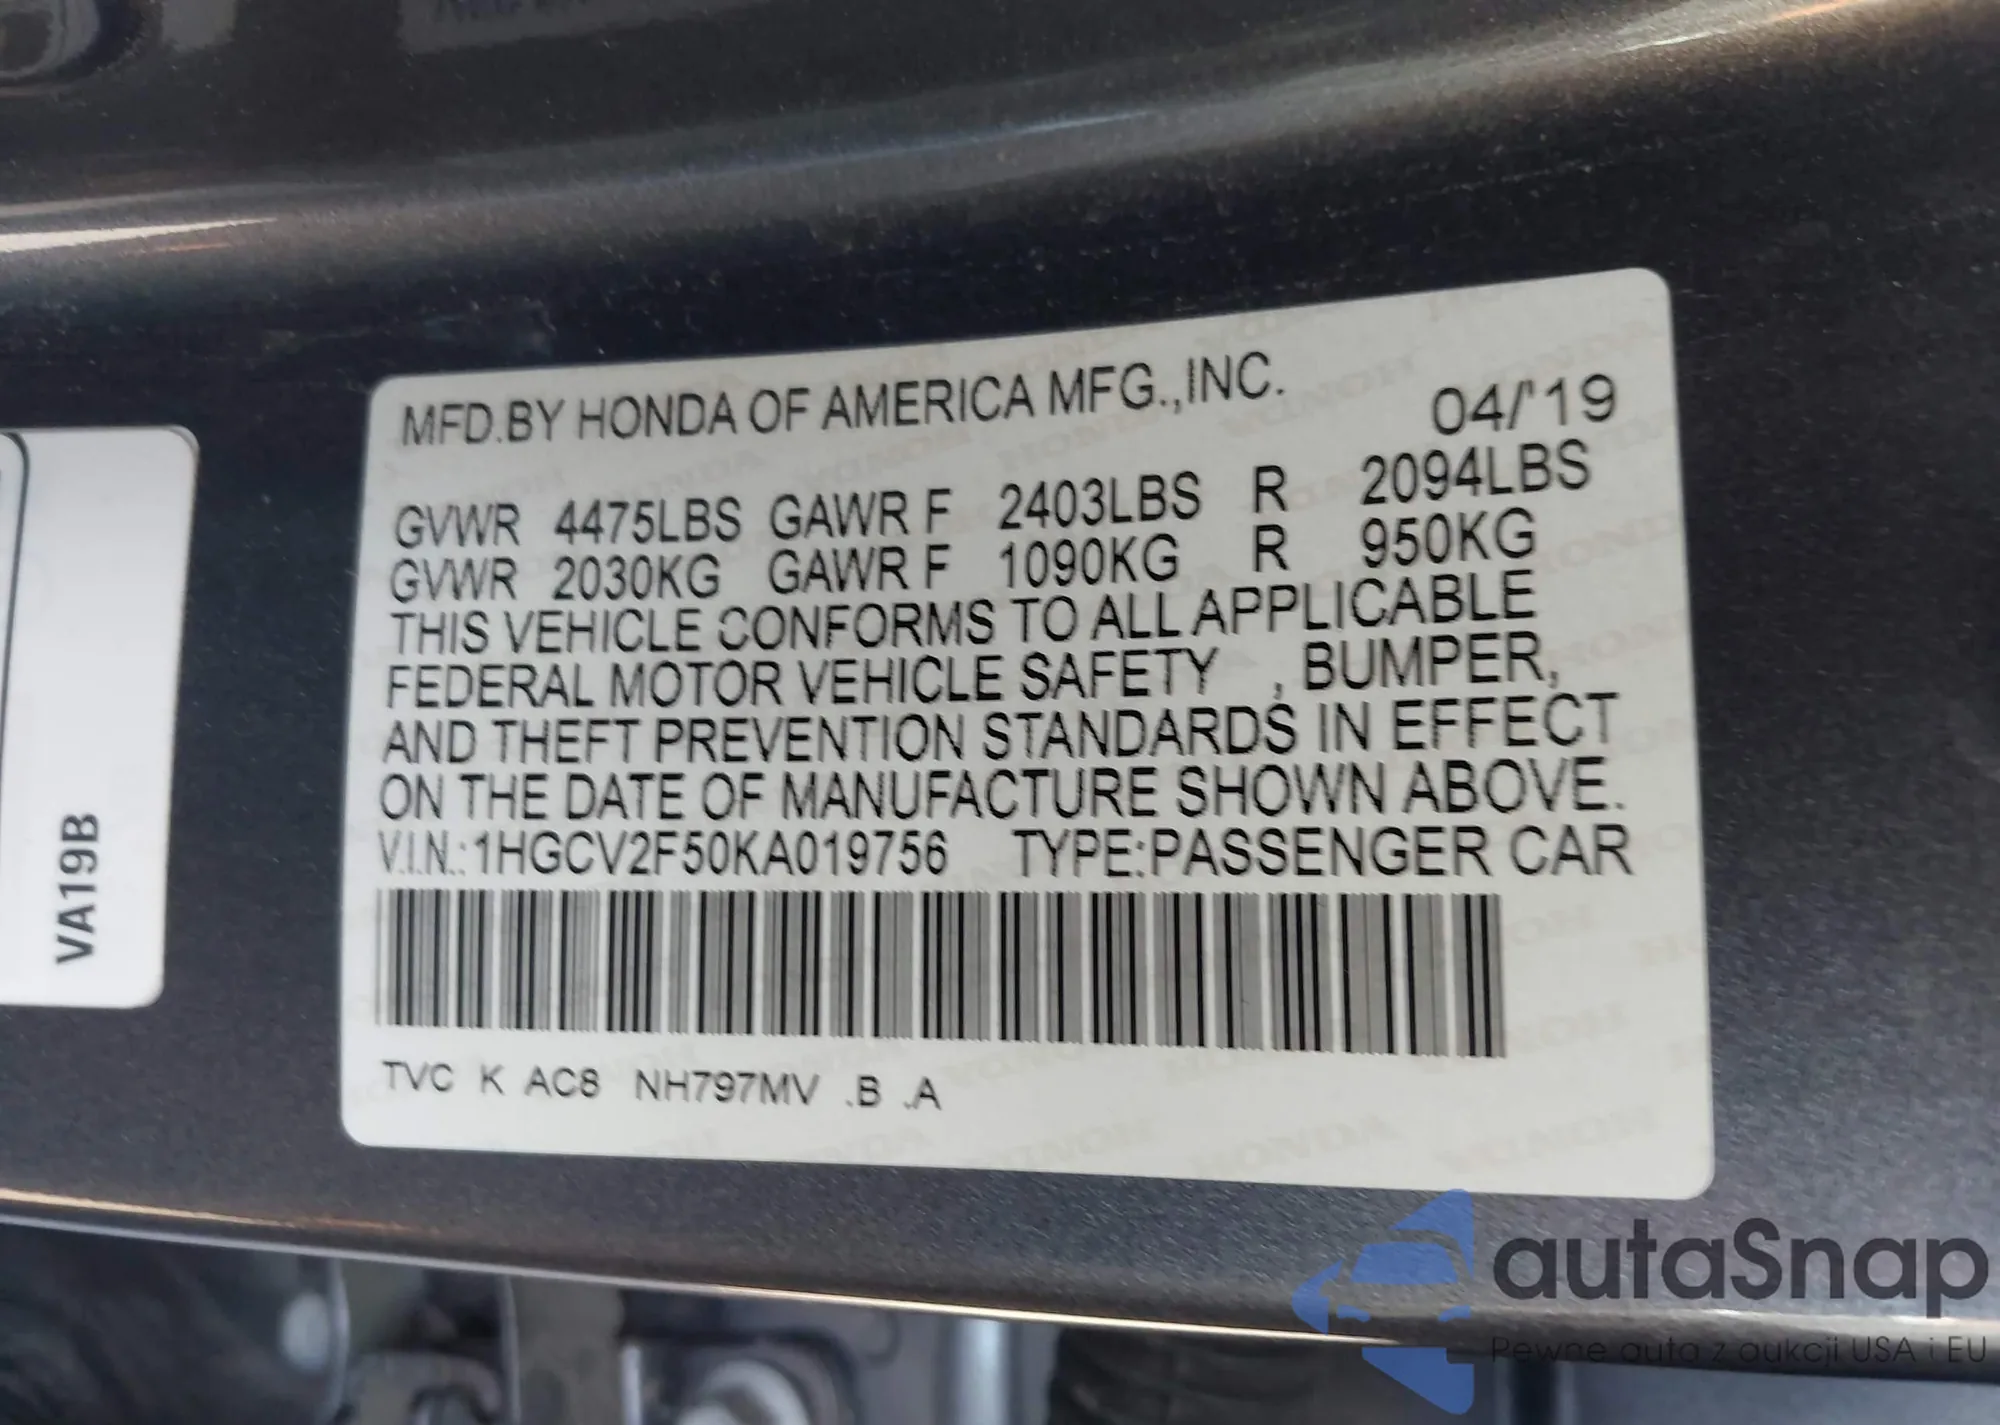 MFD.BY HONDA OF AMERICA MFG.,INC.
04/'19
GVWR 4475LBS GAWR F 2403LBS R 2094LBS
GVWR 2030KG GAWR F 1090KG R 950KG
THIS VEHICLE CONFORMS TO ALL APPLICABLE
FEDERAL MOTOR VEHICLE SAFETY , BUMPER,
AND THEFT PREVENTION STANDARDS IN EFFECT
ON THE DATE OF MANUFACTURE SHOWN ABOVE.
V.I.N.:1HGCV2F50KA019756 TYPE:PASSENGER CAR
TVC K AC8 NH797MV .B .A
VA19B
autaSnap
Pewne auta z aukcji USA i EU